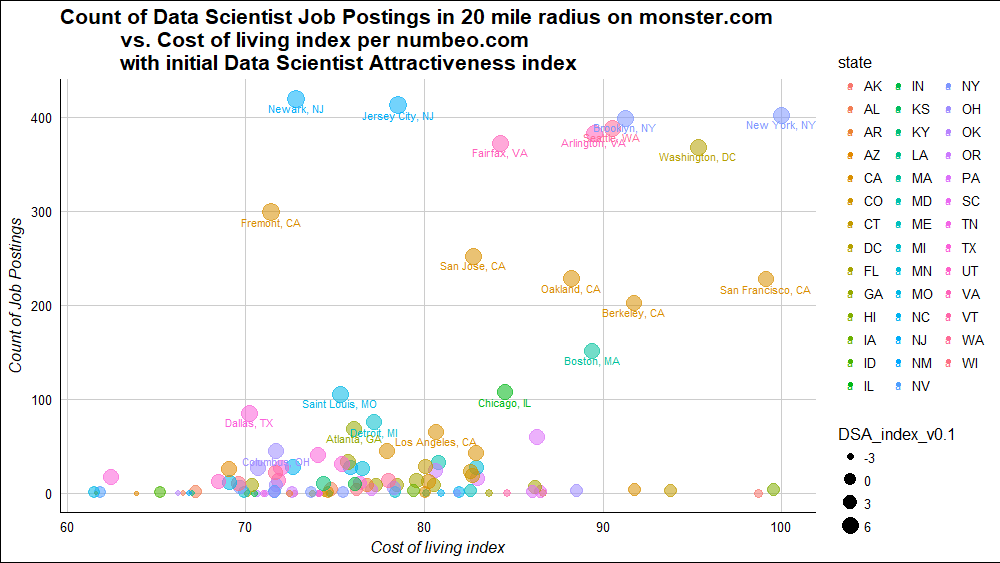 Count of Data Scientist Job Postings in 20 mile radius on monster.com
vs. Cost of living index per numbeo.com
with initial Data Scientist Attractiveness index
Count of Job Postings
400
300
200
100
0
60
70
80
90
100
Cost of living index
Newark, NJ
Jersey City, NJ
Brooklyn, NY
New York, NY
Seattle, WA
Arlington, VA
Fairfax, VA
Washington, DC
Fremont, CA
San Jose, CA
Oakland, CA
San Francisco, CA
Berkeley, CA
Boston, MA
Saint Louis, MO
Chicago, IL
Dallas, TX
Detroit, MI
Atlanta, GA
Los Angeles, CA
Columbus, OH
state
AK
AL
AR
AZ
CA
CO
CT
DC
FL
GA
HI
IA
ID
IL
IN
KS
KY
LA
MA
MD
ME
MI
MN
MO
NC
NJ
NM
NV
NY
OH
OK
OR
PA
SC
TN
TX
UT
VA
VT
WA
WI
DSA_index_v0.1
-3
0
3
6